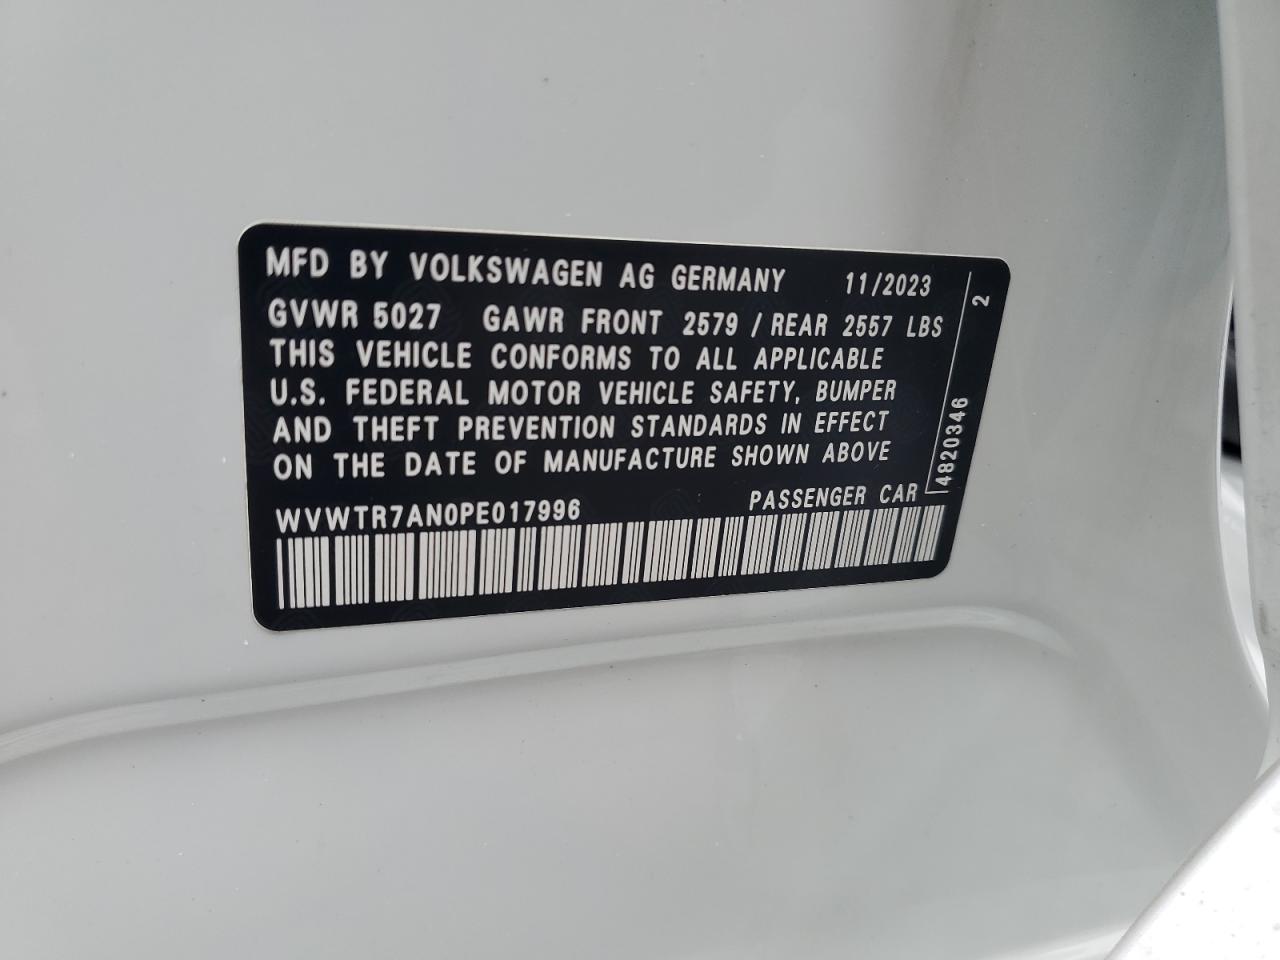 MFD BY VOLKSWAGEN AG GERMANY 11/2023
GVWR 5027 GAWR FRONT 2579 / REAR 2557 LBS
THIS VEHICLE CONFORMS TO ALL APPLICABLE
U.S. FEDERAL MOTOR VEHICLE SAFETY, BUMPER
AND THEFT PREVENTION STANDARDS IN EFFECT
ON THE DATE OF MANUFACTURE SHOWN ABOVE
WVWTR7AN0PE017996 PASSENGER CAR
4820346 2